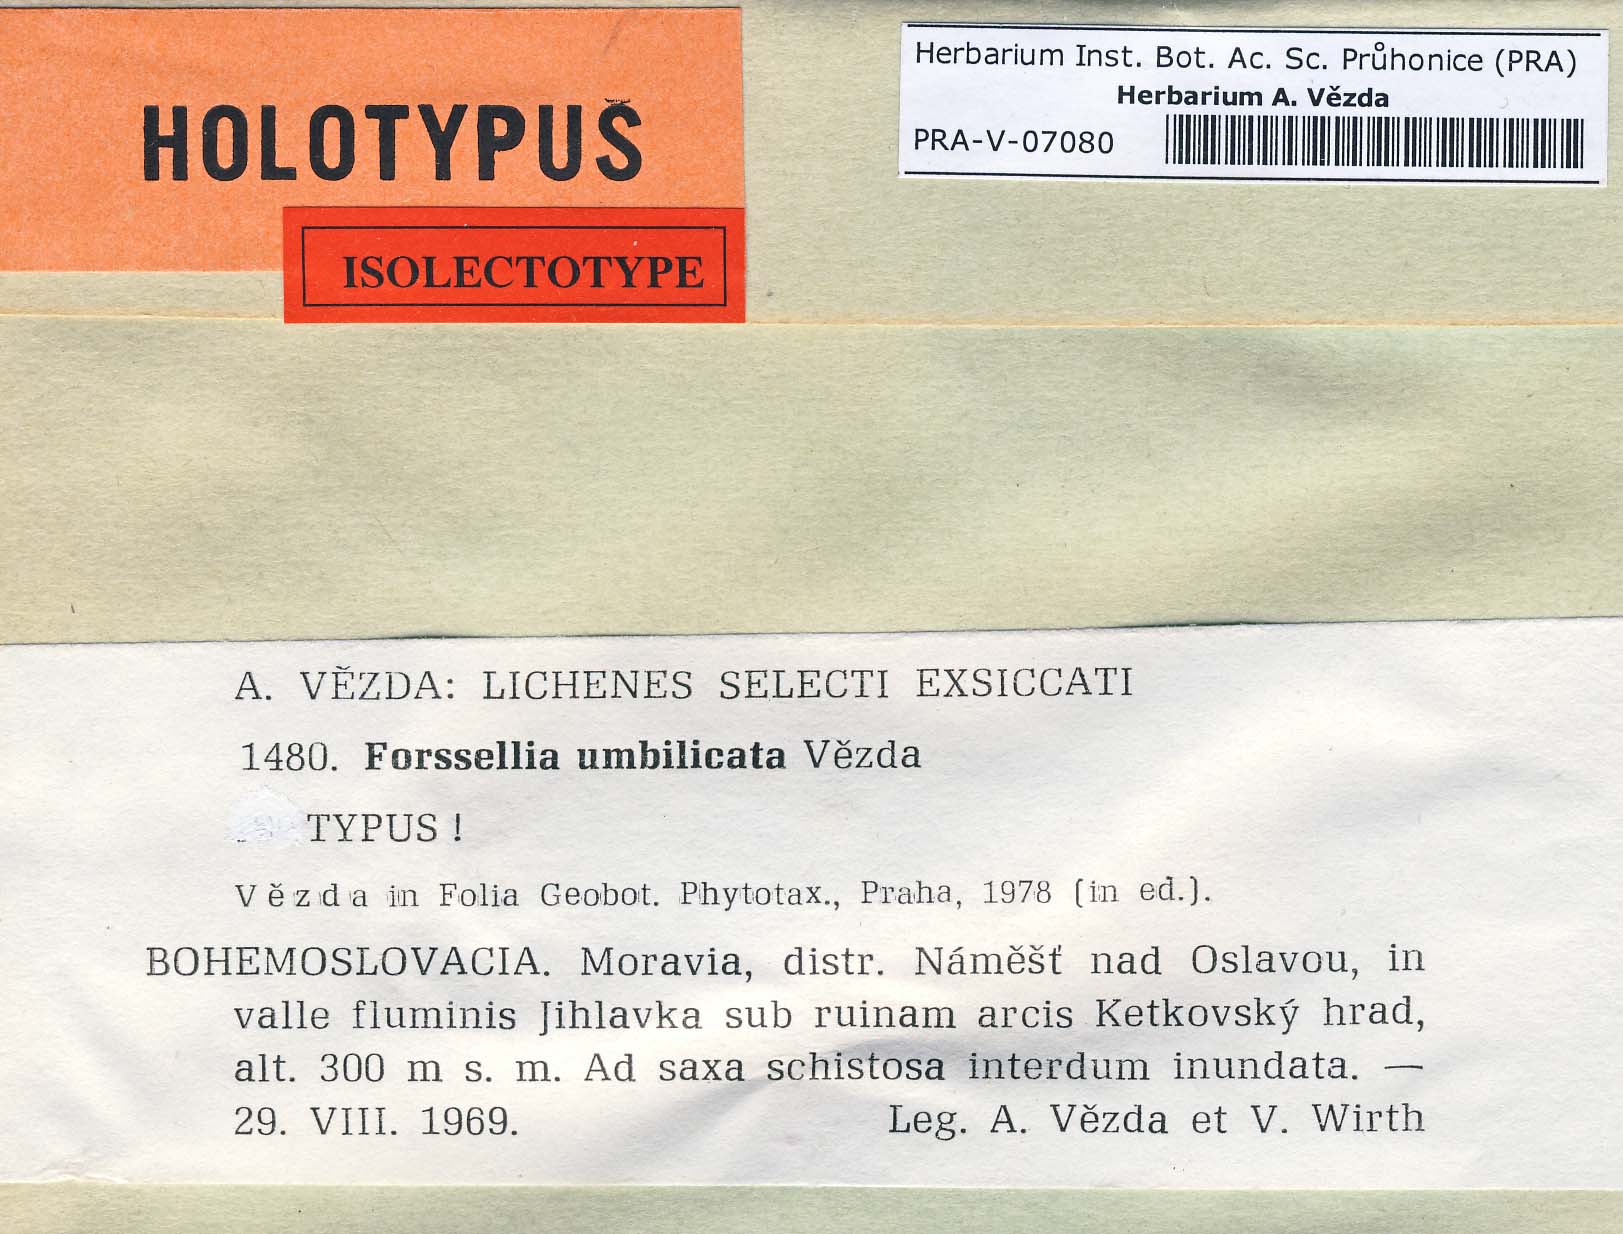 HOLOTYPUS
ISOLECTOTYPE
Herbarium Inst. Bot. Ac. Sc. Průhonice (PRA)
Herbarium A. Vězda
PRA-V-07080
A. VĚZDA: LICHENES SELECTI EXSICCATI
1480. Forssellia umbilicata Vězda
TYPUS !
Vězda in Folia Geobot. Phytotax., Praha, 1978 (in ed.).
BOHEMOSLOVACIA. Moravia, distr. Náměšť nad Oslavou, in
valle fluminis Jihlavka sub ruinam arcis Ketkovský hrad,
alt. 300 m s. m. Ad saxa schistosa interdum inundata. —
29. VIII. 1969. Leg. A. Vězda et V. Wirth